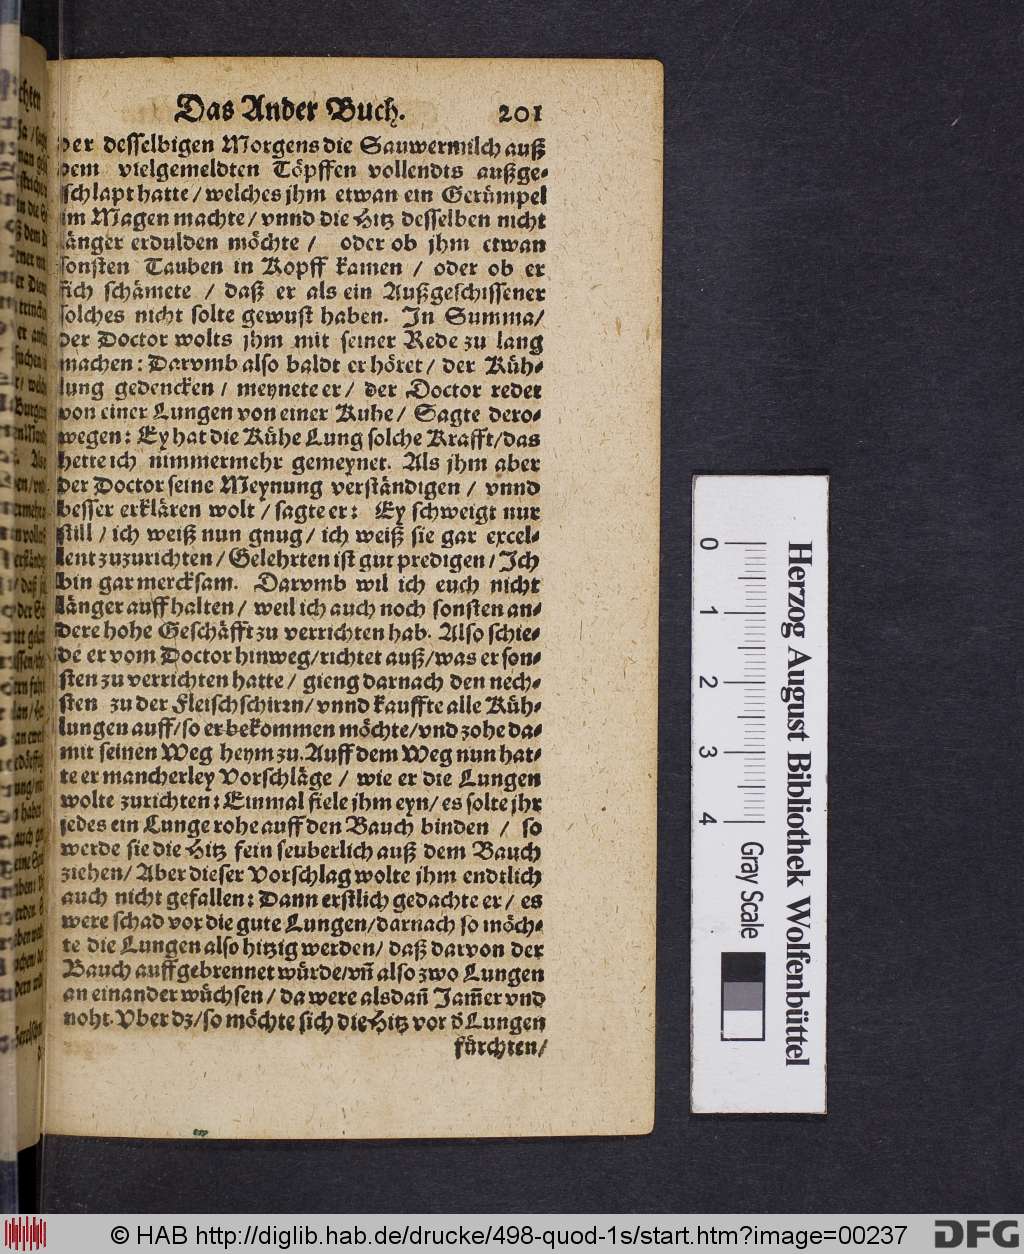 Das Ander Buch. 201
der desselbigen Morgens die Sauwermilch auß
dem vielgemeldten Töpffen vollendts außge-
schlapt hatte / welches jhm etwan ein Gerümpel
im Magen machte / vnnd die Hitz desselben nicht
länger erdulden möchte / oder ob jhm etwan
sonsten Tauben in Kopff kamen / oder ob er
sich schämete / daß er als ein Außgeschissener
solches nicht solte gewust haben. In Summa/
der Doctor wolts jhm mit seiner Rede zu lang
machen : Darvmb also baldt er höret / der Küh-
lung gedencken / meynete er / der Doctor redet
von einer Lungen von einer Kuhe / Sagte dero-
wegen : Ey hat die Kühe Lung solche Krafft/das
hette ich nimmermehr gemeynet. Als jhm aber
der Doctor seine Meynung verständigen / vnnd
besser erklären wolt / sagte er : Ey schweigt nur
still / ich weiß nun gnug / ich weiß sie gar excel-
lent zuzurichten / Gelehrten ist gut predigen / Ich
bin gar mercksam. Darvmb wil ich euch nicht
länger auffhalten / weil ich auch noch sonsten an-
dere hohe Geschäfft zu verrichten hab. Also schie-
de er vom Doctor hinweg/richtet auß/was er son-
sten zu verrichten hatte / gieng darnach den nech-
sten zu der Fleischschirrn/vnnd kauffte alle Küh-
lungen auff/so er bekommen möchte/vnd zohe da-
mit seinen Weg heym zu. Auff dem Weg nun hat-
te er mancherley Vorschläge / wie er die Lungen
wolte zurichten : Einmal fiele jhm eyn/ es solte jhr
jedes ein Lunge rohe auff den Bauch binden / so
werde sie die Hitz fein seuberlich auß dem Bauch
ziehen/ Aber dieser Vorschlag wolte jhm endtlich
auch nicht gefallen : Dann erstlich gedachte er / es
were schad vor die gute Lungen/darnach so möch-
te die Lungen also hitzig werden/ daß darvon der
Bauch auffgebrennet würde/vn̄ also zwo Lungen
an einander wüchsen / da were alsdan̄ Jam̄er vnd
noht. Vber dz/so möchte sich die Hitz vor d̕ Lungen
fürchten/
0 1 2 3 4
Gray Scale
Herzog August Bibliothek Wolfenbüttel
© HAB http://diglib.hab.de/drucke/498-quod-1s/start.htm?image=00237
DFG